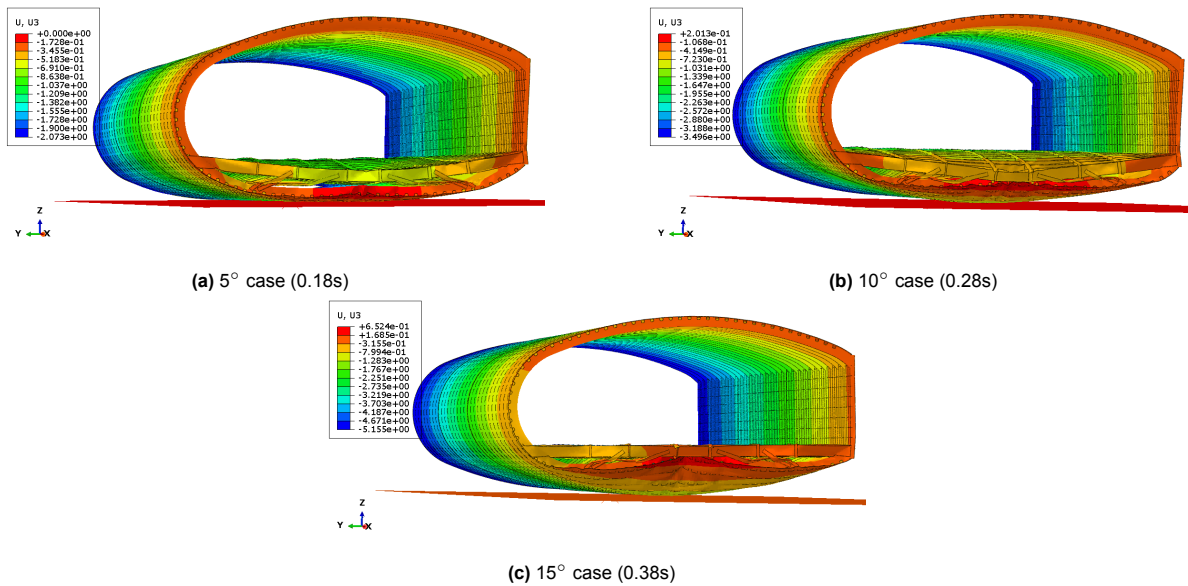 U, U3
+0.000e+00
-1.728e-01
-3.455e-01
-5.183e-01
-6.910e-01
-8.638e-01
-1.037e+00
-1.209e+00
-1.382e+00
-1.555e+00
-1.728e+00
-1.900e+00
-2.073e+00
Z
Y X
(a) 5° case (0.18s)
U, U3
+2.013e-01
-1.068e-01
-4.149e-01
-7.230e-01
-1.031e+00
-1.339e+00
-1.647e+00
-1.955e+00
-2.263e+00
-2.572e+00
-2.880e+00
-3.188e+00
-3.496e+00
Z
Y X
(b) 10° case (0.28s)
U, U3
+6.524e-01
+1.685e-01
-3.155e-01
-7.994e-01
-1.283e+00
-1.767e+00
-2.251e+00
-2.735e+00
-3.219e+00
-3.703e+00
-4.187e+00
-4.671e+00
-5.155e+00
Z
Y X
(c) 15° case (0.38s)